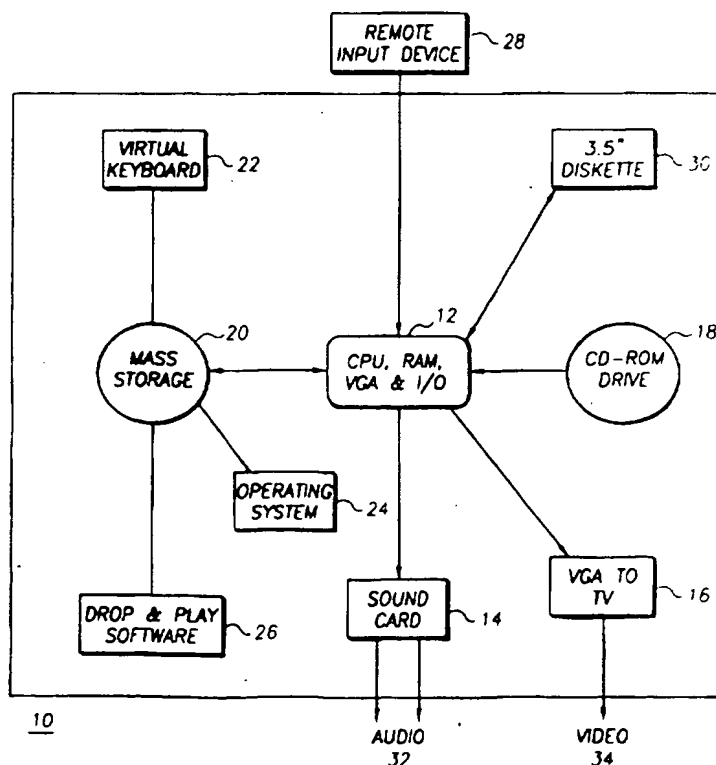 REMOTE
INPUT DEVICE
28
VIRTUAL
KEYBOARD
22
3.5"
DISKETTE
30
20
MASS
STORAGE
12
CPU, RAM,
VGA & I/O
18
CD-ROM
DRIVE
OPERATING
SYSTEM
24
DROP & PLAY
SOFTWARE
26
SOUND
CARD
14
VGA TO
TV
16
10
AUDIO
32
VIDEO
34